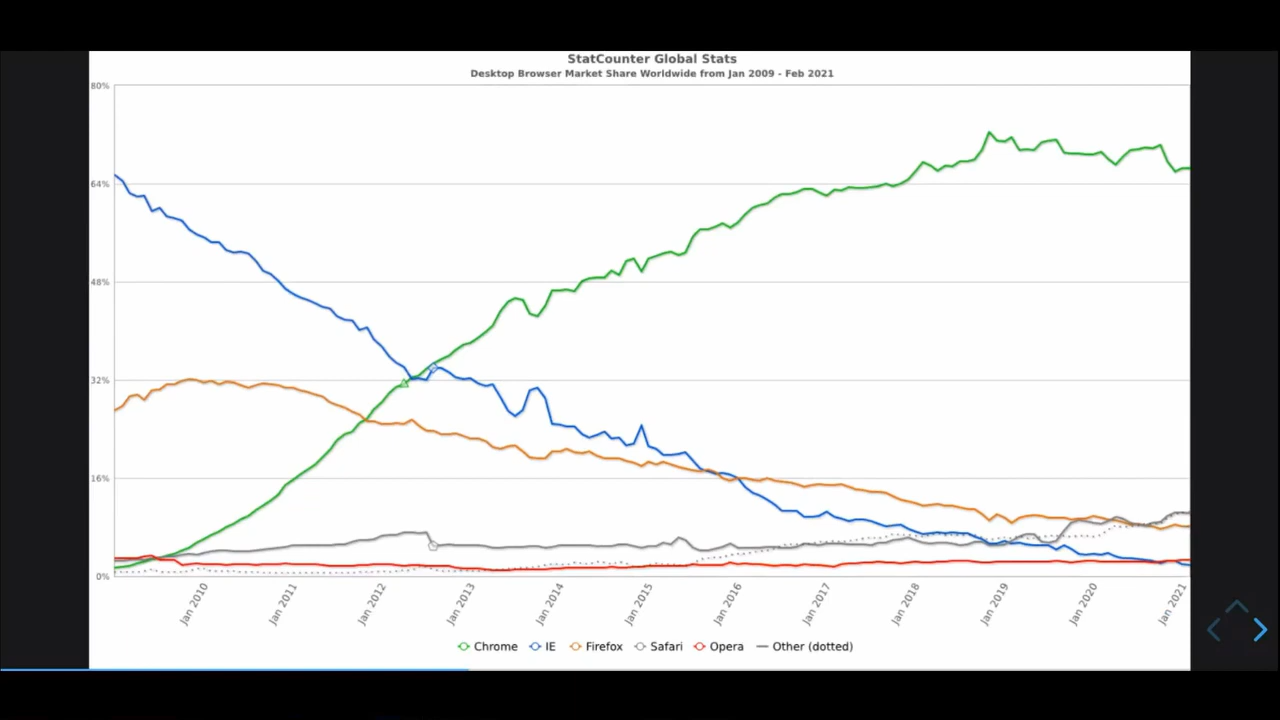 StatCounter Global Stats
Desktop Browser Market Share Worldwide from Jan 2009 - Feb 2021
80%
64%
48%
32%
16%
0%
Jan 2010 Jan 2011 Jan 2012 Jan 2013 Jan 2014 Jan 2015 Jan 2016 Jan 2017 Jan 2018 Jan 2019 Jan 2020 Jan 2021
Chrome IE Firefox Safari Opera Other (dotted)